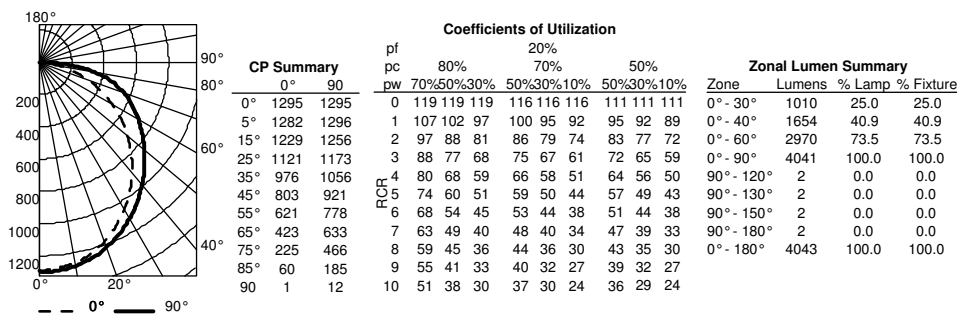 180°
90°
80°
60°
40°
200
400
600
800
1000
1200
0° 20°
0° 90°
CP Summary
0° 90
0° 1295 1295
5° 1282 1296
15° 1229 1256
25° 1121 1173
35° 976 1056
45° 803 921
55° 621 778
65° 423 633
75° 225 466
85° 60 185
90 1 12
Coefficients of Utilization
pf 20%
pc 80% 70% 50%
pw 70%50%30% 50%30%10% 50%30%10%
RCR
0 119 119 119 116 116 116 111 111 111
1 107 102 97 100 95 92 95 92 89
2 97 88 81 86 79 74 83 77 72
3 88 77 68 75 67 61 72 65 59
4 80 68 59 66 58 51 64 56 50
5 74 60 51 59 50 44 57 49 43
6 68 54 45 53 44 38 51 44 38
7 63 49 40 48 40 34 47 39 33
8 59 45 36 44 36 30 43 35 30
9 55 41 33 40 32 27 39 32 27
10 51 38 30 37 30 24 36 29 24
Zonal Lumen Summary
Zone Lumens % Lamp % Fixture
0° - 30° 1010 25.0 25.0
0° - 40° 1654 40.9 40.9
0° - 60° 2970 73.5 73.5
0° - 90° 4041 100.0 100.0
90° - 120° 2 0.0 0.0
90° - 130° 2 0.0 0.0
90° - 150° 2 0.0 0.0
90° - 180° 2 0.0 0.0
0° - 180° 4043 100.0 100.0